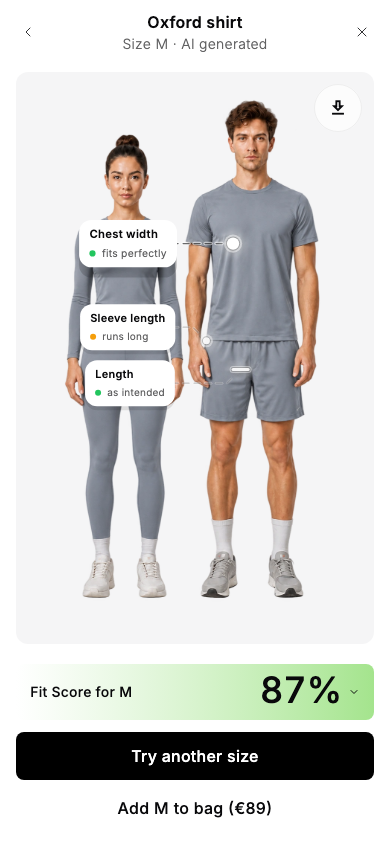 Oxford shirt
Size M · AI generated
Chest width
fits perfectly
Sleeve length
runs long
Length
as intended
Fit Score for M
87%
Try another size
Add M to bag (€89)